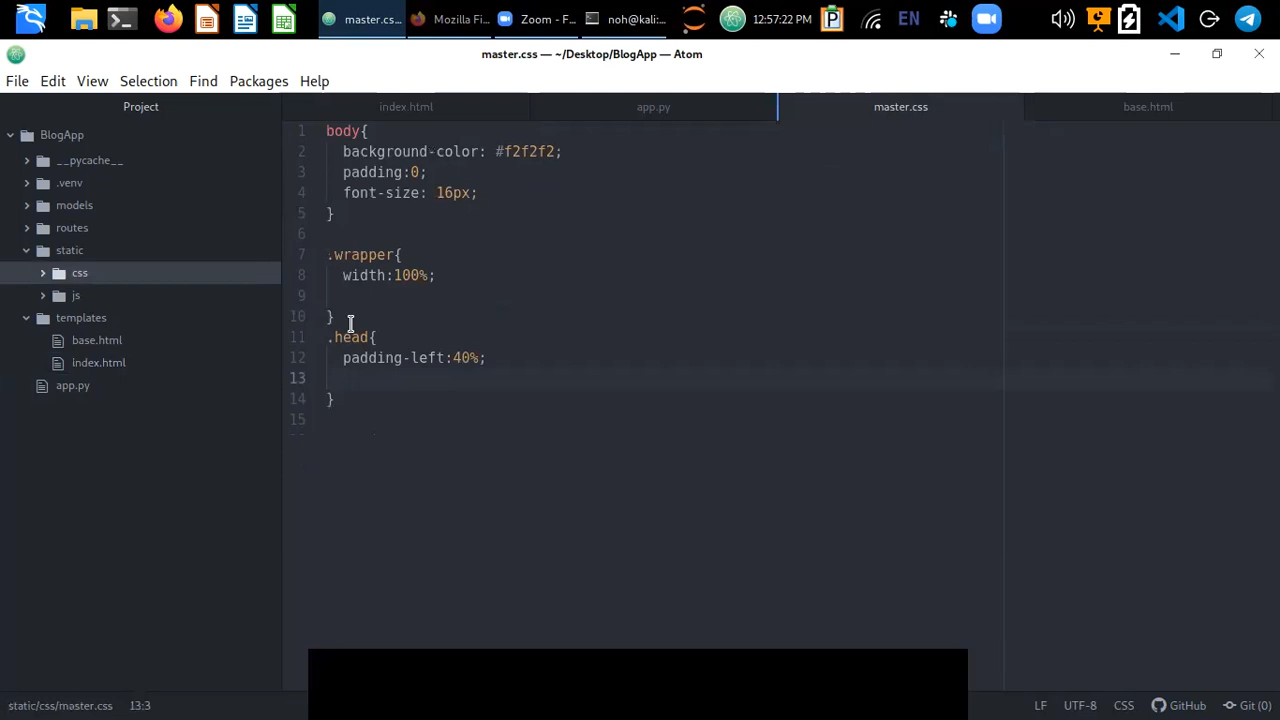 master.cs...
Mozilla Fi...
Zoom - F...
noh@kali:...
12:57:22 PM
P
EN
master.css — ~/Desktop/BlogApp — Atom
File Edit View Selection Find Packages Help
Project
index.html
app.py
master.css
base.html
BlogApp
__pycache__
.venv
models
routes
static
css
js
templates
base.html
index.html
app.py
1 body{
2 background-color: #f2f2f2;
3 padding:0;
4 font-size: 16px;
5 }
6
7 .wrapper{
8 width:100%;
9
10 }
11 .head{
12 padding-left:40%;
13
14 }
15
static/css/master.css 13:3
LF UTF-8 CSS GitHub Git (0)